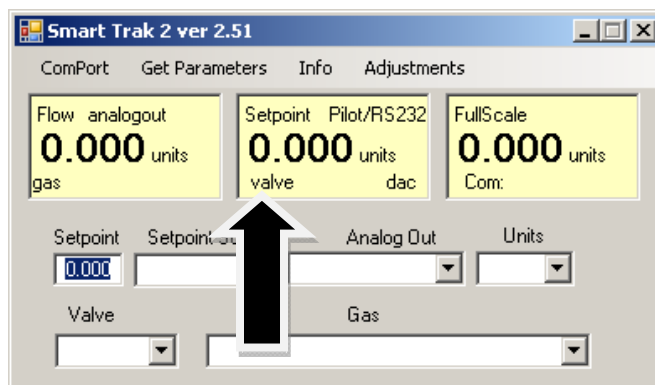 Smart Trak 2 ver 2.51
ComPort Get Parameters Info Adjustments
Flow analogout
0.000 units
gas
Setpoint Pilot/RS232
0.000 units
valve dac
FullScale
0.000 units
Com:
Setpoint Setpoint Analog Out Units
0.000
Valve Gas